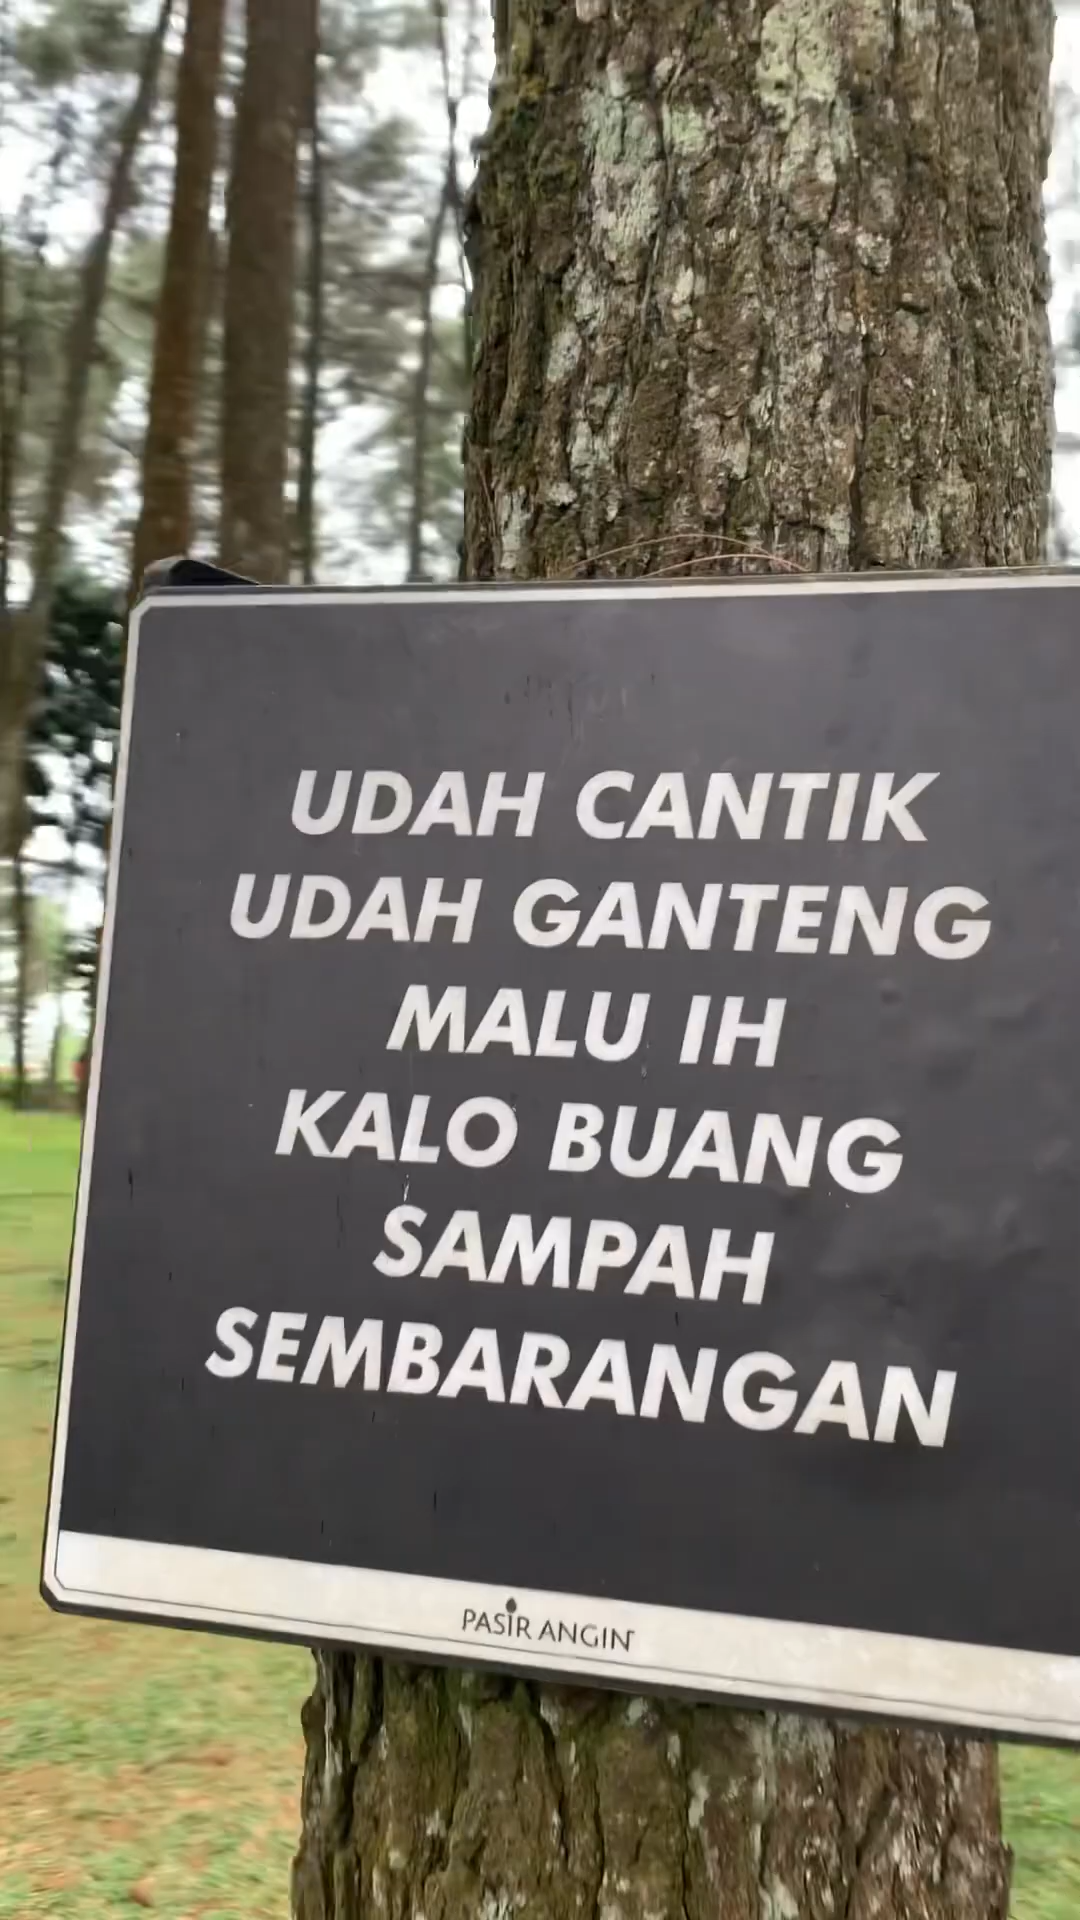 UDAH CANTIK
UDAH GANTENG
MALU IH
KALO BUANG
SAMPAH
SEMBARANGAN
PASIR ANGIN